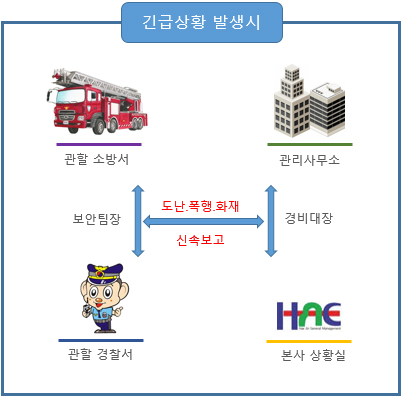 긴급상황 발생시
관할 소방서
관리사무소
도난.폭행.화재
보안팀장
경비대장
신속보고
HAE
관할 경찰서
본사 상황실